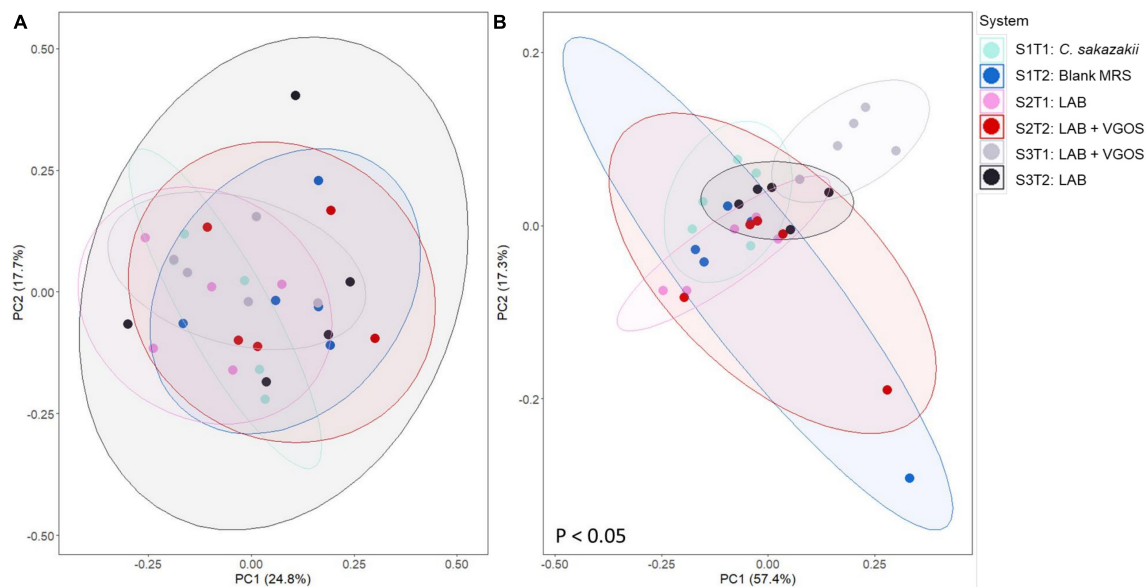 A
0.50
0.25
0.00
-0.25
-0.50
PC2 (17.7%)
-0.25
0.00
0.25
0.50
PC1 (24.8%)
B
0.2
0.0
-0.2
PC2 (17.3%)
P < 0.05
-0.50
-0.25
0.00
0.25
PC1 (57.4%)
System
S1T1: C. sakazakii
S1T2: Blank MRS
S2T1: LAB
S2T2: LAB + VGOS
S3T1: LAB + VGOS
S3T2: LAB